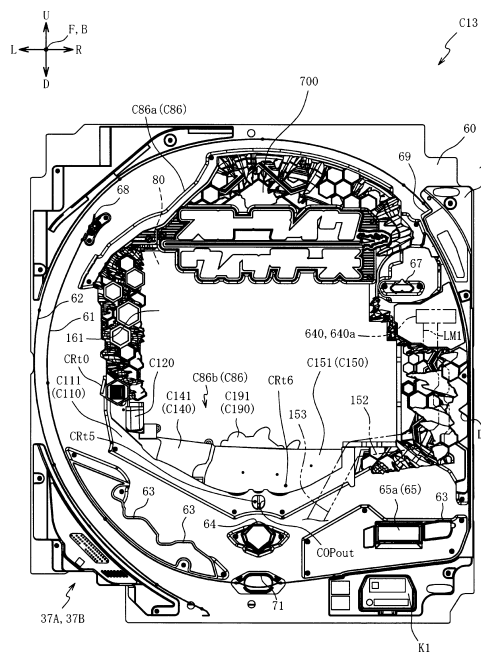 U
F, B
L
R
D
C13
700
C86a(C86)
60
69
80
68
67
62
61
161
640, 640a
LM1
CRt0
C120
C86b(C86)
C151(C150)
C111
(C110)
C141
(C140)
C191
(C190)
CRt6
153
152
CRt5
63
63
64
65a(65)
63
COPout
71
37A, 37B
K1